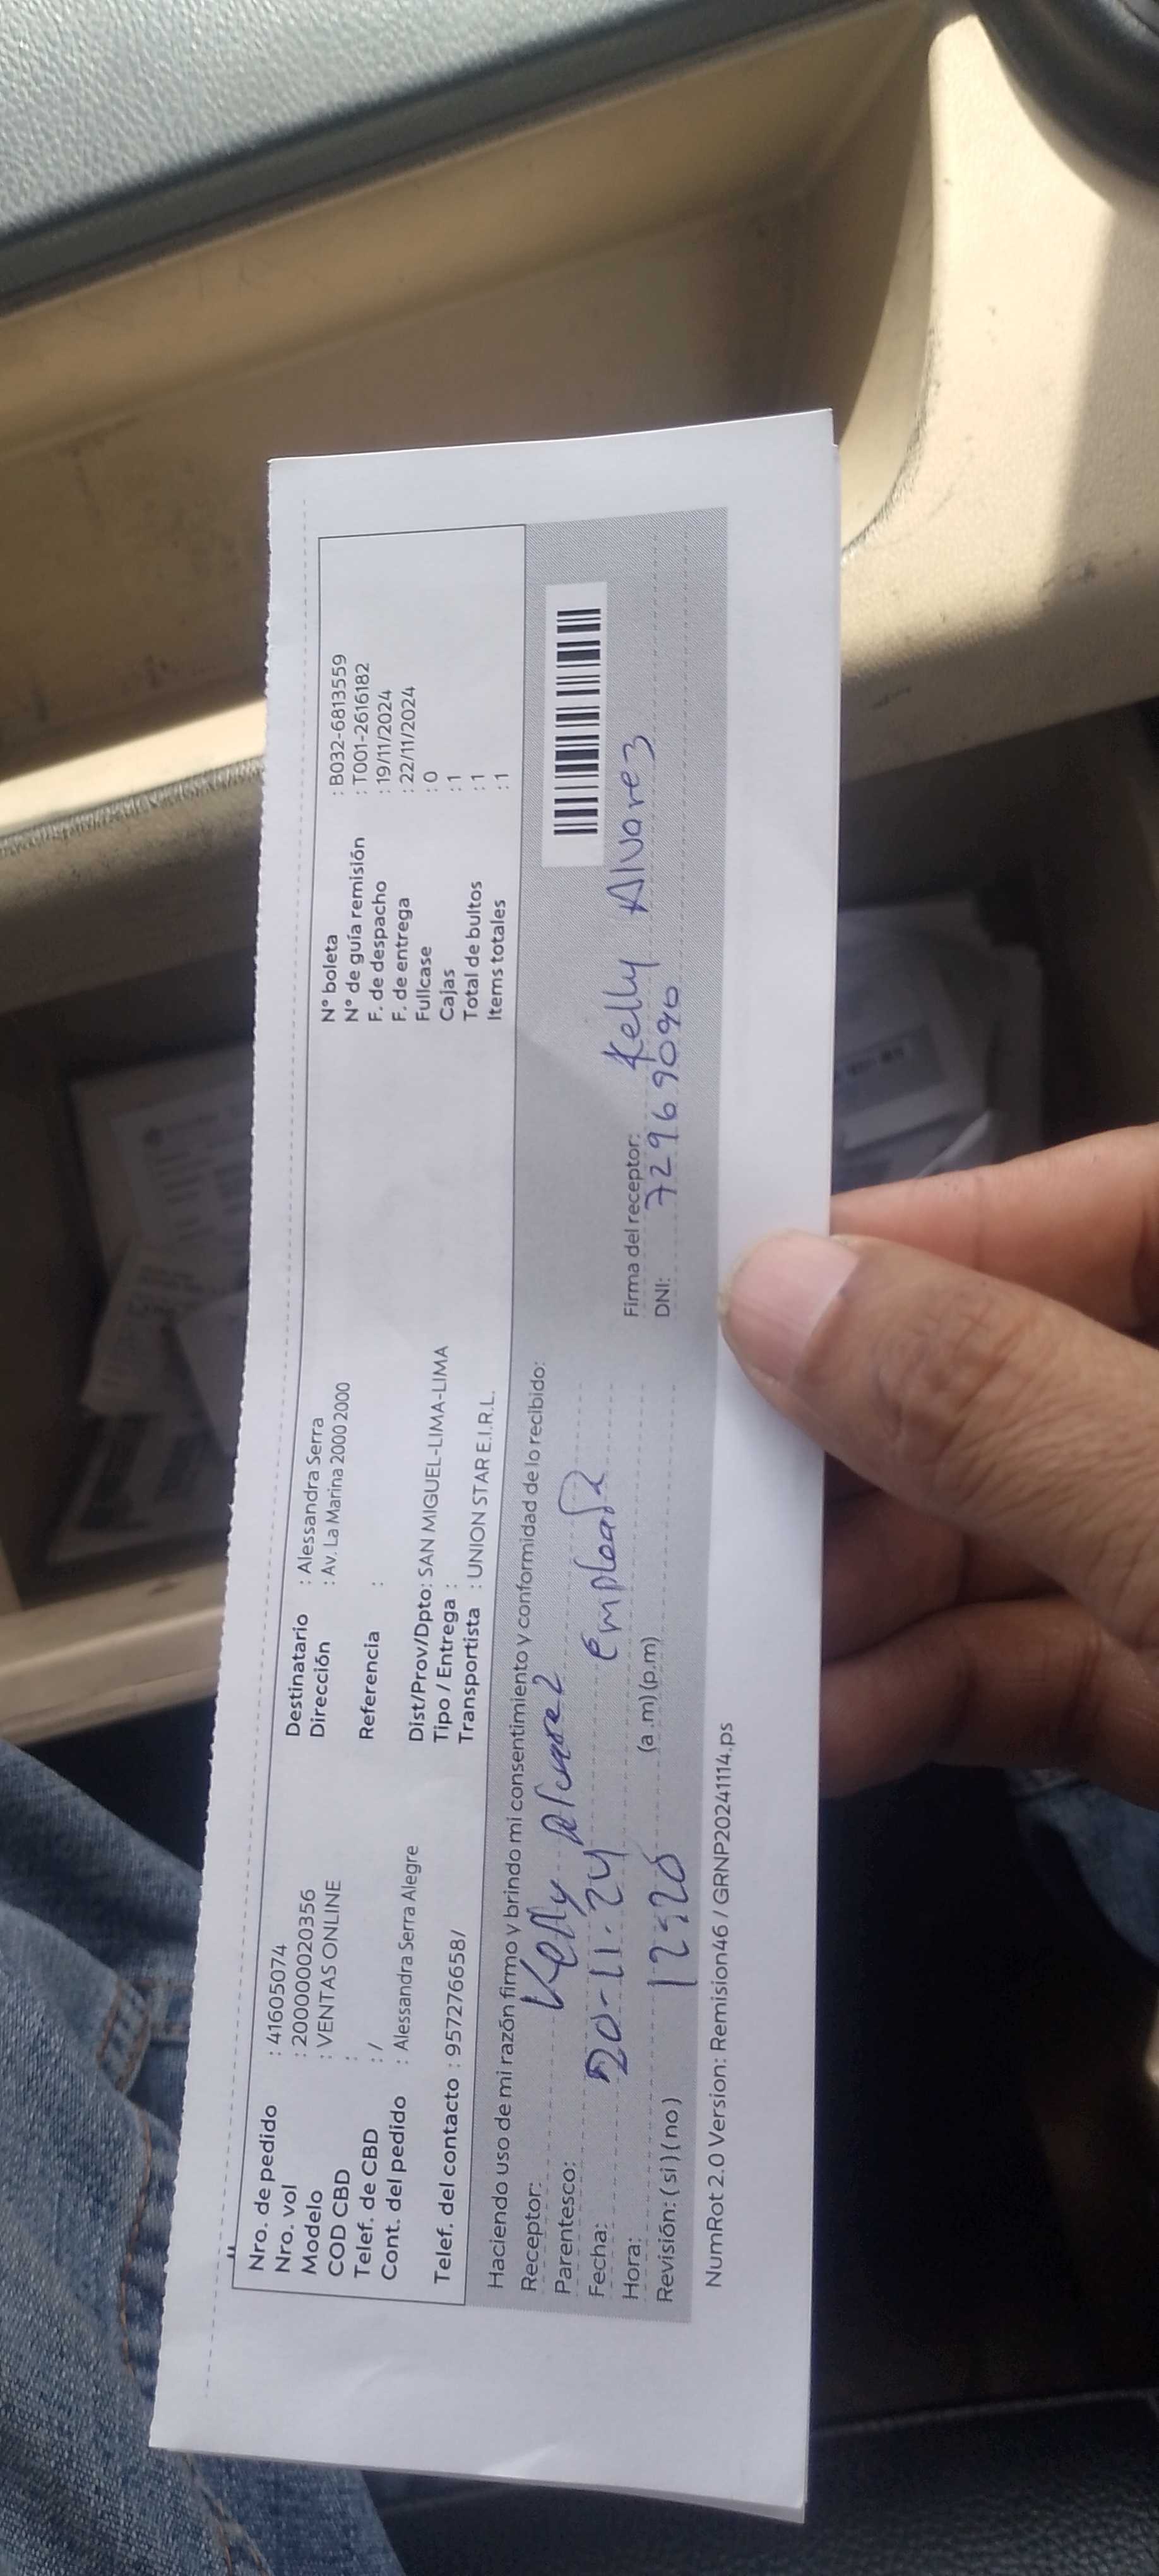 Nro. de pedido : 41605074
Nro. vol : 200000020356
Modelo : VENTAS ONLINE
COD CBD :
Telef. de CBD : /
Cont. del pedido : Alessandra Serra Alegre
Telef. del contacto : 957276658/
Destinatario : Alessandra Serra
Dirección : Av. La Marina 2000 2000
Referencia :
Dist/Prov/Dpto: SAN MIGUEL-LIMA-LIMA
Tipo / Entrega :
Transportista : UNION STAR E.I.R.L.
N° boleta : B032-6813559
N° de guía remisión : T001-2616182
F. de despacho : 19/11/2024
F. de entrega : 22/11/2024
Fullcase : 0
Cajas : 1
Total de bultos : 1
Items totales : 1
Haciendo uso de mi razón firmo y brindo mi consentimiento y conformidad de lo recibido:
Receptor: Kelly Alvarez
Parentesco: Empleada
Fecha: 20-11-24
Hora: 12:20 (a .m) (p.m)
Revisión: ( si ) ( no )
Firma del receptor: Kelly Alvarez
DNI: 72969090
NumRot 2.0 Version: Remision46 / GRNP20241114.ps